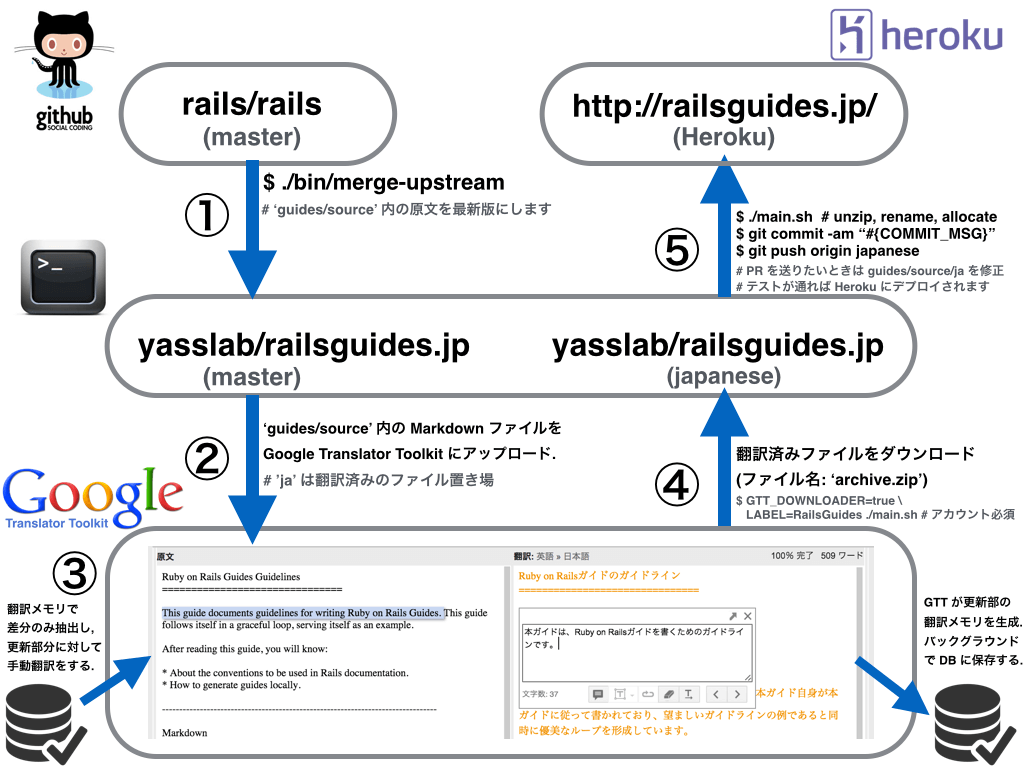 github
SOCIAL CODING
heroku
rails/rails
(master)
http://railsguides.jp/
(Heroku)
①
$ ./bin/merge-upstream
# ‘guides/source’ 内の原文を最新版にします
⑤
$ ./main.sh  # unzip, rename, allocate
$ git commit -am “#{COMMIT_MSG}”
$ git push origin japanese
# PR を送りたいときは guides/source/ja を修正
# テストが通れば Heroku にデプロイされます
>_
yasslab/railsguides.jp
(master)
yasslab/railsguides.jp
(japanese)
②
‘guides/source’ 内の Markdown ファイルを
Google Translator Toolkit にアップロード.
# ’ja’ は翻訳済みのファイル置き場
④
翻訳済みファイルをダウンロード
(ファイル名: ‘archive.zip’)
$ GTT_DOWNLOADER=true \
LABEL=RailsGuides ./main.sh # アカウント必須
Google
Translator Toolkit
③
翻訳メモリで
差分のみ抽出し,
更新部分に対して
手動翻訳をする.
原文
Ruby on Rails Guides Guidelines
===============================
This guide documents guidelines for writing Ruby on Rails Guides. This guide
follows itself in a graceful loop, serving itself as an example.
After reading this guide, you will know:
* About the conventions to be used in Rails documentation.
* How to generate guides locally.
--------------------------------------------------------------------------------
Markdown
翻訳: 英語 » 日本語
100% 完了 509 ワード
Ruby on Railsガイドのガイドライン
===============================
本ガイドは、Ruby on Railsガイドを書くためのガイドライ
ンです。
文字数: 37
本ガイド自身が本
ガイドに従って書かれており、望ましいガイドラインの例であると同
時に優美なループを形成しています。
GTT が更新部の
翻訳メモリを生成.
バックグラウンド
で DB に保存する.